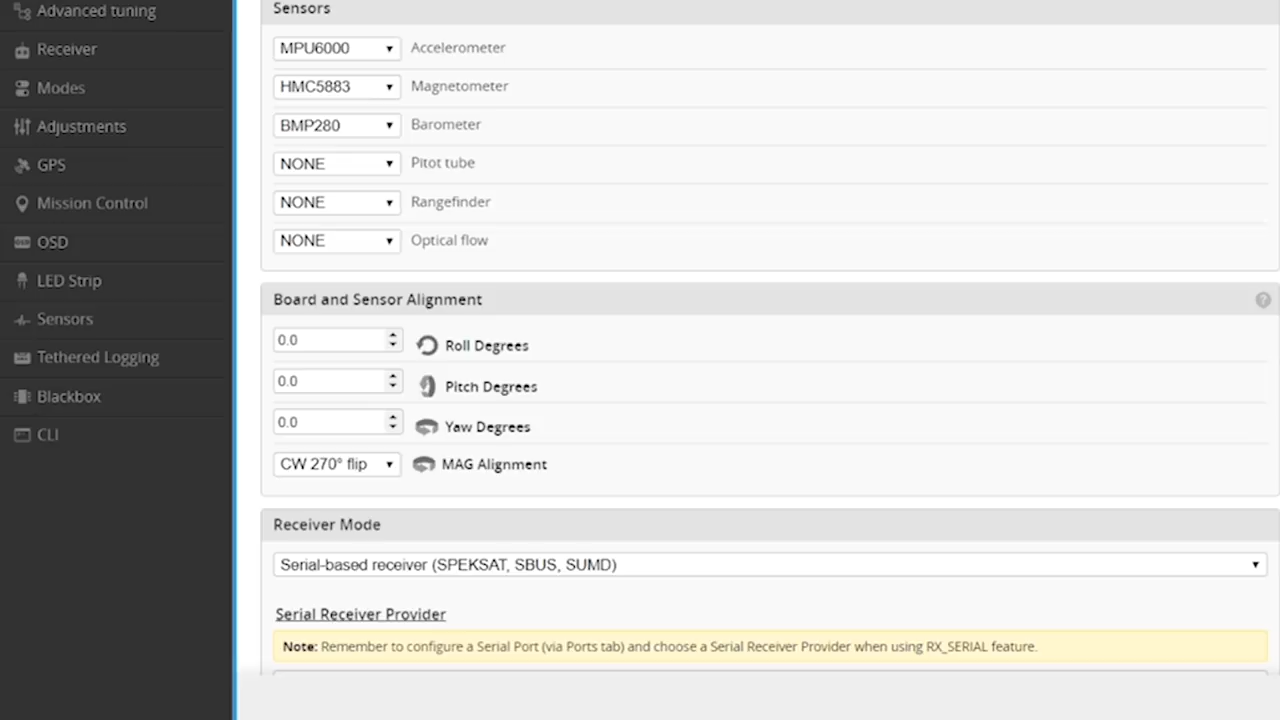 Advanced tuning
Receiver
Modes
Adjustments
GPS
Mission Control
OSD
LED Strip
Sensors
Tethered Logging
Blackbox
CLI
Sensors
MPU6000 Accelerometer
HMC5883 Magnetometer
BMP280 Barometer
NONE Pitot tube
NONE Rangefinder
NONE Optical flow
Board and Sensor Alignment ?
0.0 Roll Degrees
0.0 Pitch Degrees
0.0 Yaw Degrees
CW 270° flip MAG Alignment
Receiver Mode
Serial-based receiver (SPEKSAT, SBUS, SUMD)
Serial Receiver Provider
Note: Remember to configure a Serial Port (via Ports tab) and choose a Serial Receiver Provider when using RX_SERIAL feature.